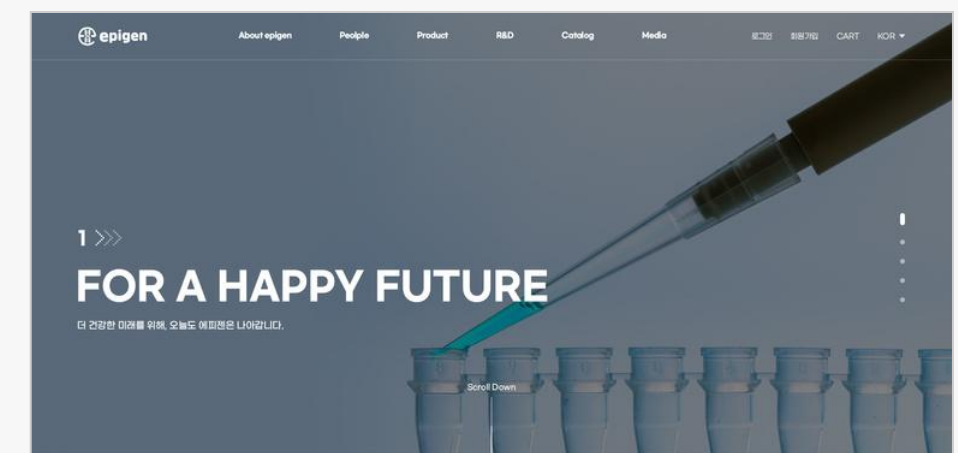 epigen
About epigen Peolple Product R&D Catalog Media 로그인 회원가입 CART KOR
1
FOR A HAPPY FUTURE
더 건강한 미래를 위해, 오늘도 에피젠은 나아갑니다.
Scroll Down